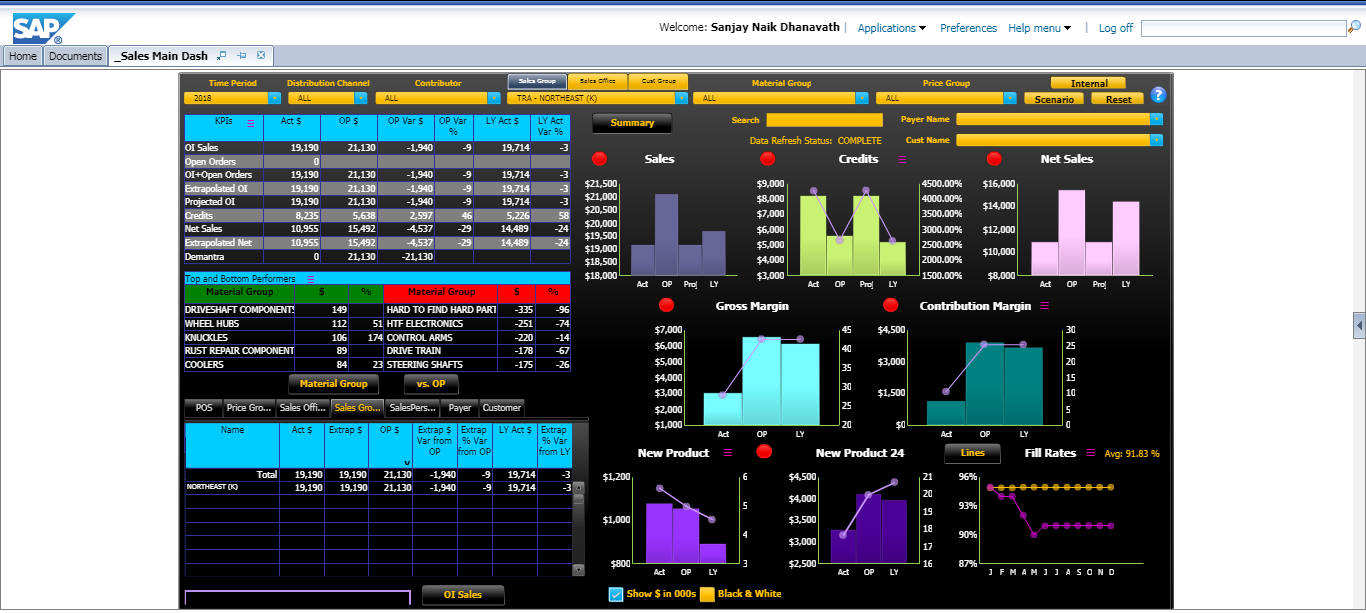 SAP ®
Welcome: Sanjay Naik Dhanavath | Applications Preferences Help menu | Log off
Home Documents _Sales Main Dash
Time Period Distribution Channel Contributor Sales Group Sales Office Cust Group Material Group Price Group Internal
2018 ALL ALL TRA - NORTHEAST (K) ALL ALL Scenario Reset ?
KPIs Act $ OP $ OP Var $ OP Var % LY Act $ LY Act Var %
OI Sales 19,190 21,130 -1,940 -9 19,714 -3
Open Orders 0
OI+Open Orders 19,190 21,130 -1,940 -9 19,714 -3
Extrapolated OI 19,190 21,130 -1,940 -9 19,714 -3
Projected OI 19,190 21,130 -1,940 -9 19,714 -3
Credits 8,235 5,638 2,597 46 5,226 58
Net Sales 10,955 15,492 -4,537 -29 14,489 -24
Extrapolated Net 10,955 15,492 -4,537 -29 14,489 -24
Demantra 0 21,130 -21,130
Summary Search Payer Name
Data Refresh Status: COMPLETE Cust Name
Top and Bottom Performers
Material Group $ % Material Group $ %
DRIVESHAFT COMPONENTS 149 HARD TO FIND HARD PART -335 -96
WHEEL HUBS 112 51 HTF ELECTRONICS -251 -74
KNUCKLES 106 174 CONTROL ARMS -220 -14
RUST REPAIR COMPONENT 89 DRIVE TRAIN -178 -67
COOLERS 84 23 STEERING SHAFTS -175 -26
Material Group vs. OP
POS Price Gro... Sales Offi... Sales Gro... SalesPers... Payer Customer
Name Act $ Extrap $ OP $ Extrap $ Var from OP Extrap % Var from OP LY Act $ Extrap % Var from LY
Total 19,190 19,190 21,130 -1,940 -9 19,714 -3
NORTHEAST (K) 19,190 19,190 21,130 -1,940 -9 19,714 -3
OI Sales
Sales
$21,500
$21,000
$20,500
$20,000
$19,500
$19,000
$18,500
$18,000
Act OP Proj LY
Credits
$9,000 4500.00%
$8,000 4000.00%
$7,000 3500.00%
$6,000 3000.00%
$5,000 2500.00%
$4,000 2000.00%
$3,000 1500.00%
Act OP Proj LY
Net Sales
$16,000
$14,000
$12,000
$10,000
$8,000
Act OP Proj LY
Gross Margin
$7,000 45
$6,000 40
$5,000 35
$4,000 30
$3,000 25
$2,000 20
$1,000
Act OP LY
Contribution Margin
$4,500 30
$3,000 25
$1,500 20
$0 15
10
5
0
Act OP LY
New Product
$1,200 6
$1,000 5
$800 4
3
Act OP LY
New Product 24
$4,500 21
$4,000 20
$3,500 19
$3,000 18
$2,500 17
16
Act OP LY
Lines Fill Rates Avg: 91.83 %
96%
93%
90%
87%
J F M A M J J A S O N D
Show $ in 000s Black & White